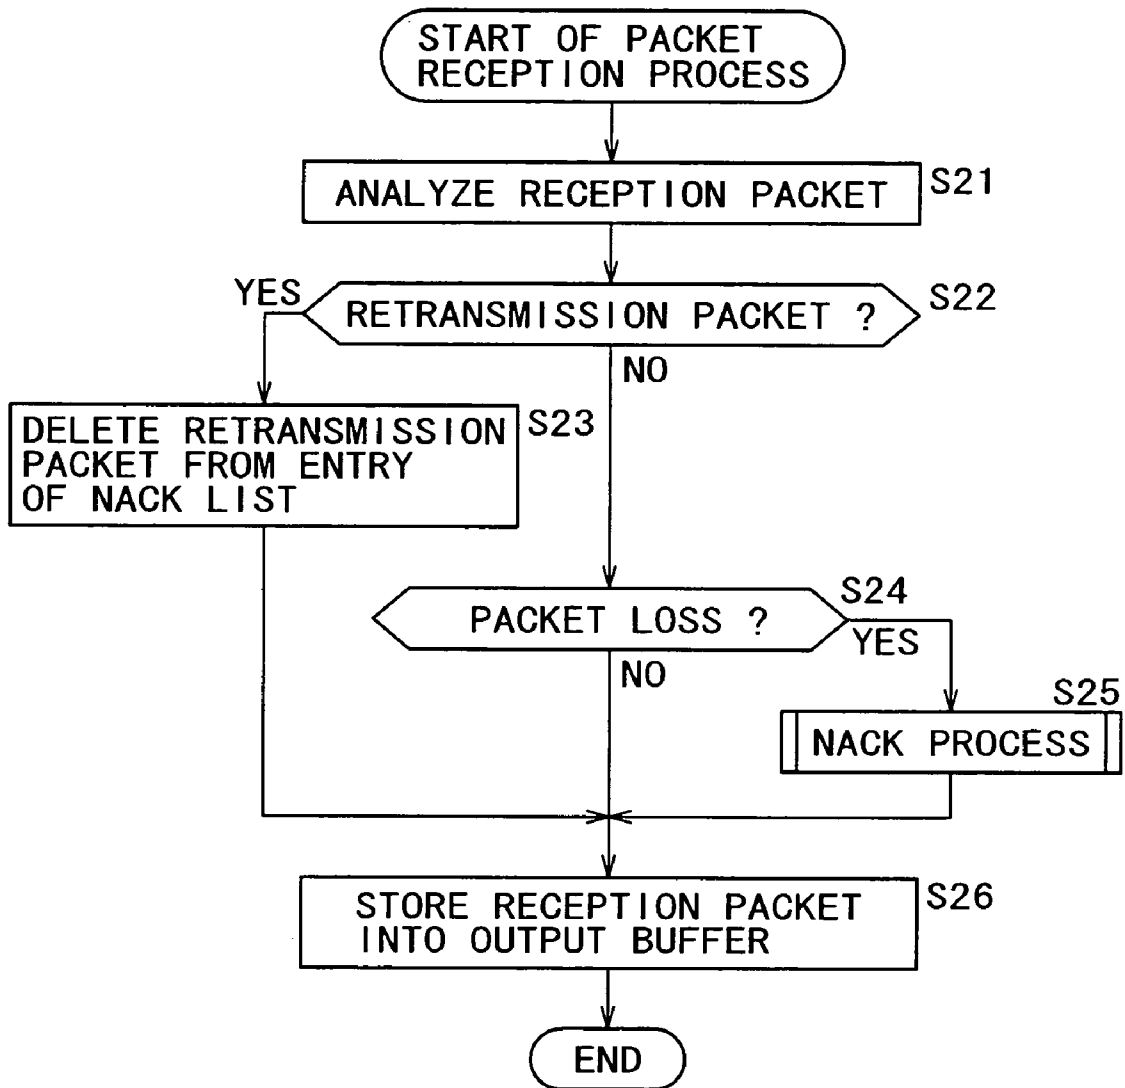 START OF PACKET
RECEPTION PROCESS
ANALYZE RECEPTION PACKET
S21
YES
RETRANSMISSION PACKET ?
S22
NO
DELETE RETRANSMISSION
PACKET FROM ENTRY
OF NACK LIST
S23
PACKET LOSS ?
S24
YES
NO
S25
NACK PROCESS
STORE RECEPTION PACKET
INTO OUTPUT BUFFER
S26
END